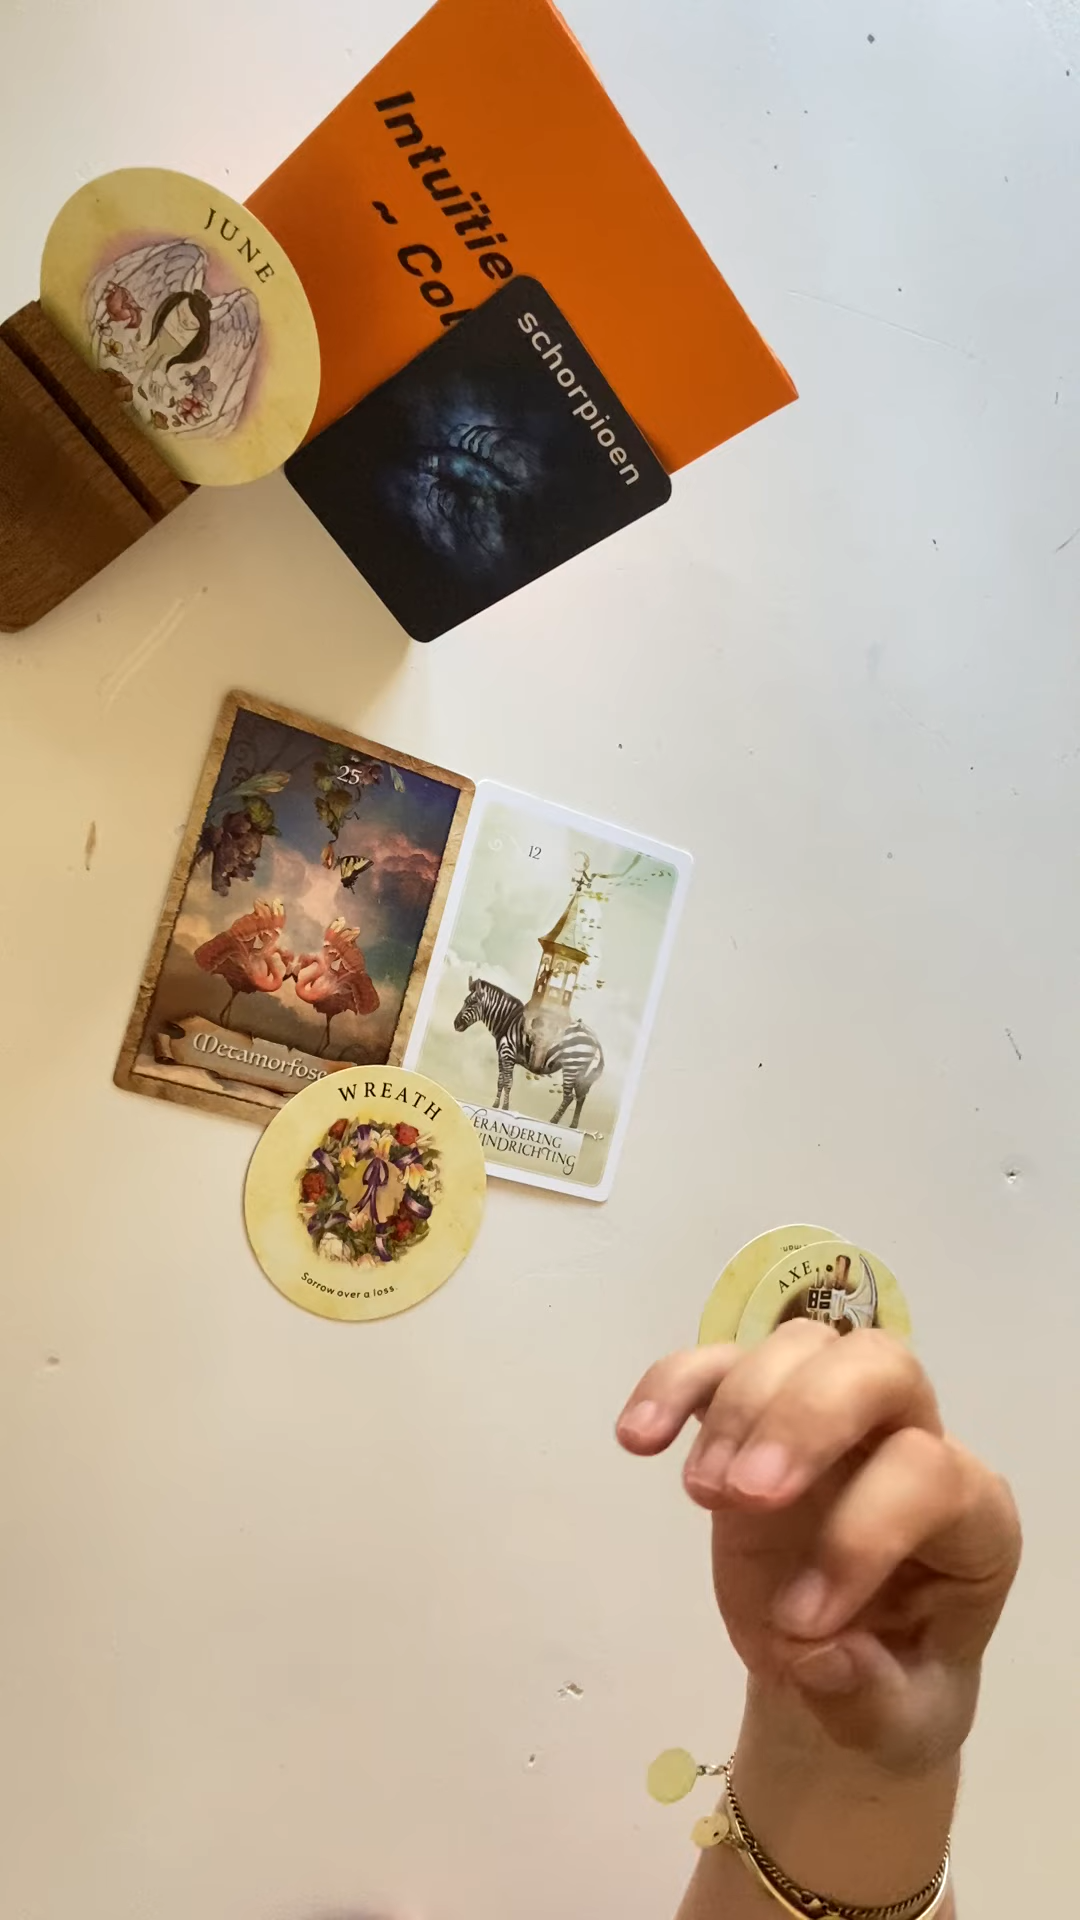 Intuïtie
~ Co
JUNE
schorpioen
25
Metamorfose
12
VERANDERING
WINDRICHTING
WREATH
Sorrow over a loss.
AXE